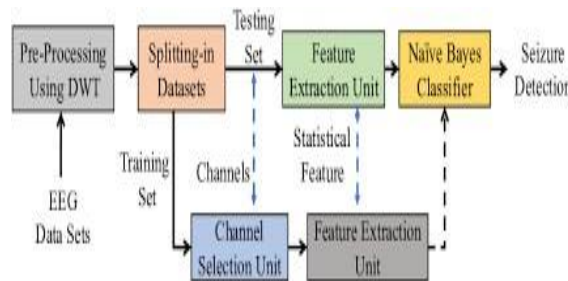 Pre-Processing
Using DWT
Splitting-in
Datasets
Testing
Set
Feature
Extraction Unit
Naïve Bayes
Classifier
Seizure
Detection
EEG
Data Sets
Training
Set
Channels
Statistical
Feature
Channel
Selection Unit
Feature Extraction
Unit